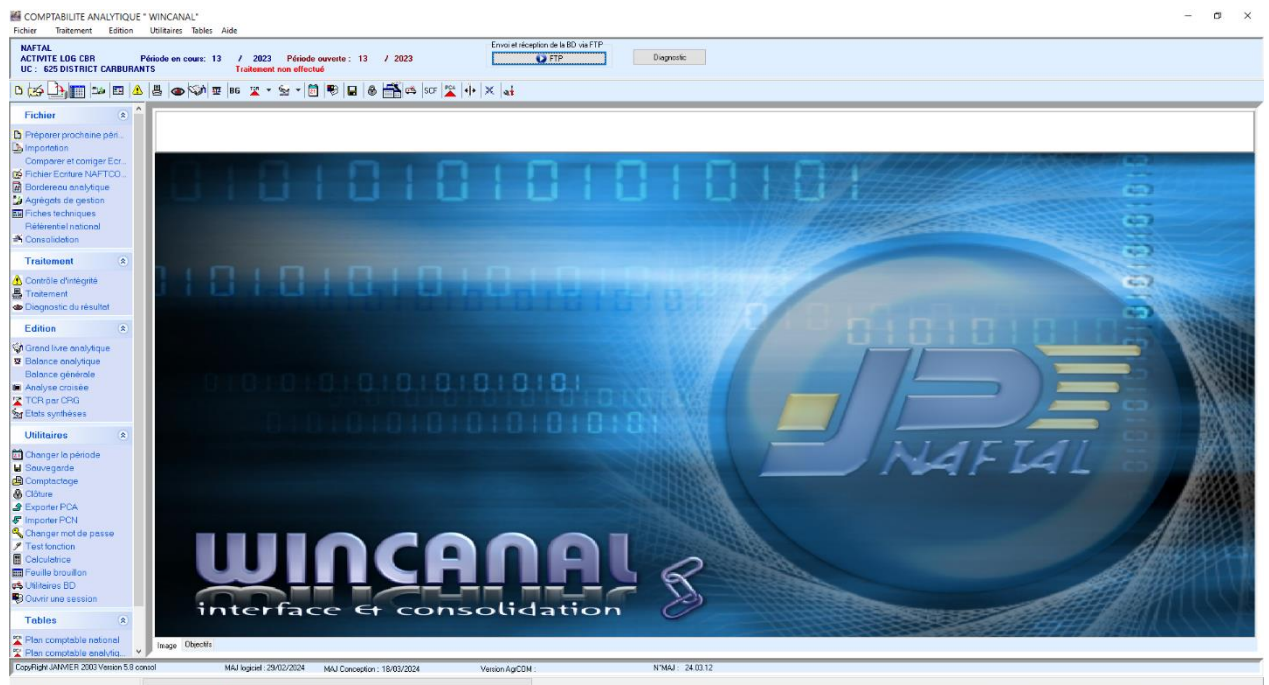 COMPTABILITE ANALYTIQUE " WINCANAL"
Fichier Traitement Edition Utilitaires Tables Aide
NAFTAL
ACTIVITE LOG CBR Période en cours: 13 / 2023 Période ouverte : 13 / 2023
UC : 625 DISTRICT CARBURANTS Traitement non effectué
Envoi et réception de la BD via FTP
FTP
Diagnostic
BG SCF
Fichier
Préparer prochaine péri...
Importation
Comparer et corriger Ecr...
Fichier Ecriture NAFTCO...
Bordereau analytique
Agrégats de gestion
Fiches techniques
Référentiel national
Consolidation
Traitement
Contrôle d'intégrité
Traitement
Diagnostic du résultat
Edition
Grand livre analytique
Balance analytique
Balance générale
Analyse croisée
TCR par CRG
Etats synthèses
Utilitaires
Changer la période
Sauvegarde
Comptactage
Clôture
Exporter PCA
Importer PCN
Changer mot de passe
Test fonction
Calculatrice
Feuille brouillon
Utilitaires BD
Ouvrir une session
Tables
Plan comptable national
Plan comptable analytiq...
NAFTAL
WINCANAL
interface et consolidation
Image Objectifs
CopyRight JANVIER 2003 Version 5.8 consol MAJ logiciel : 29/02/2024 MAJ Conception : 18/03/2024 Version AgrCOM : N°MAJ : 24.03.12